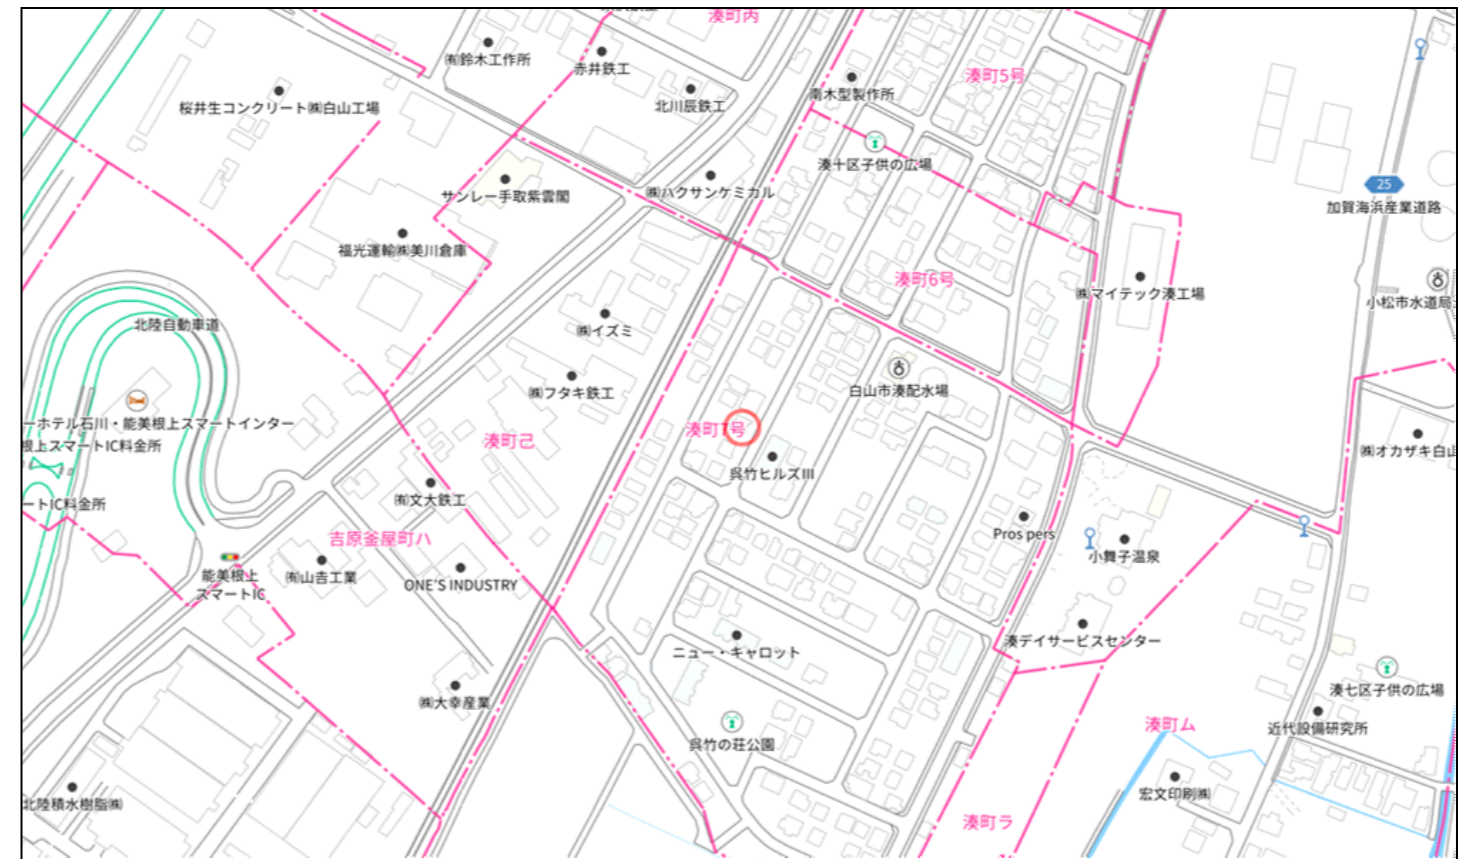 湊町内
㈲鈴木工作所
赤井鉄工
湊町5号
桜井生コンクリート㈱白山工場
北川辰鉄工
南木型製作所
湊十区子供の広場
サンレー手取紫雲閣
㈱ハクサンケミカル
25
加賀海浜産業道路
福光運輸㈱美川倉庫
湊町6号
㈱マイテック湊工場
小松市水道局
北陸自動車道
㈱イズミ
㈱フタキ鉄工
白山市湊配水場
ーホテル石川・能美根上スマートインター
根上スマートIC料金所
湊町己
湊町7号
㈱オカザキ白山
呉竹ヒルズIII
ートIC料金所
㈲文大鉄工
吉原釜屋町ハ
Pros pers
小舞子温泉
能美根上
スマートIC
㈲山吉工業
ONE'S INDUSTRY
湊デイサービスセンター
ニュー・キャロット
㈱大幸産業
湊七区子供の広場
湊町ム
近代設備研究所
呉竹の荘公園
北陸積水樹脂㈱
宏文印刷㈱
湊町ラ